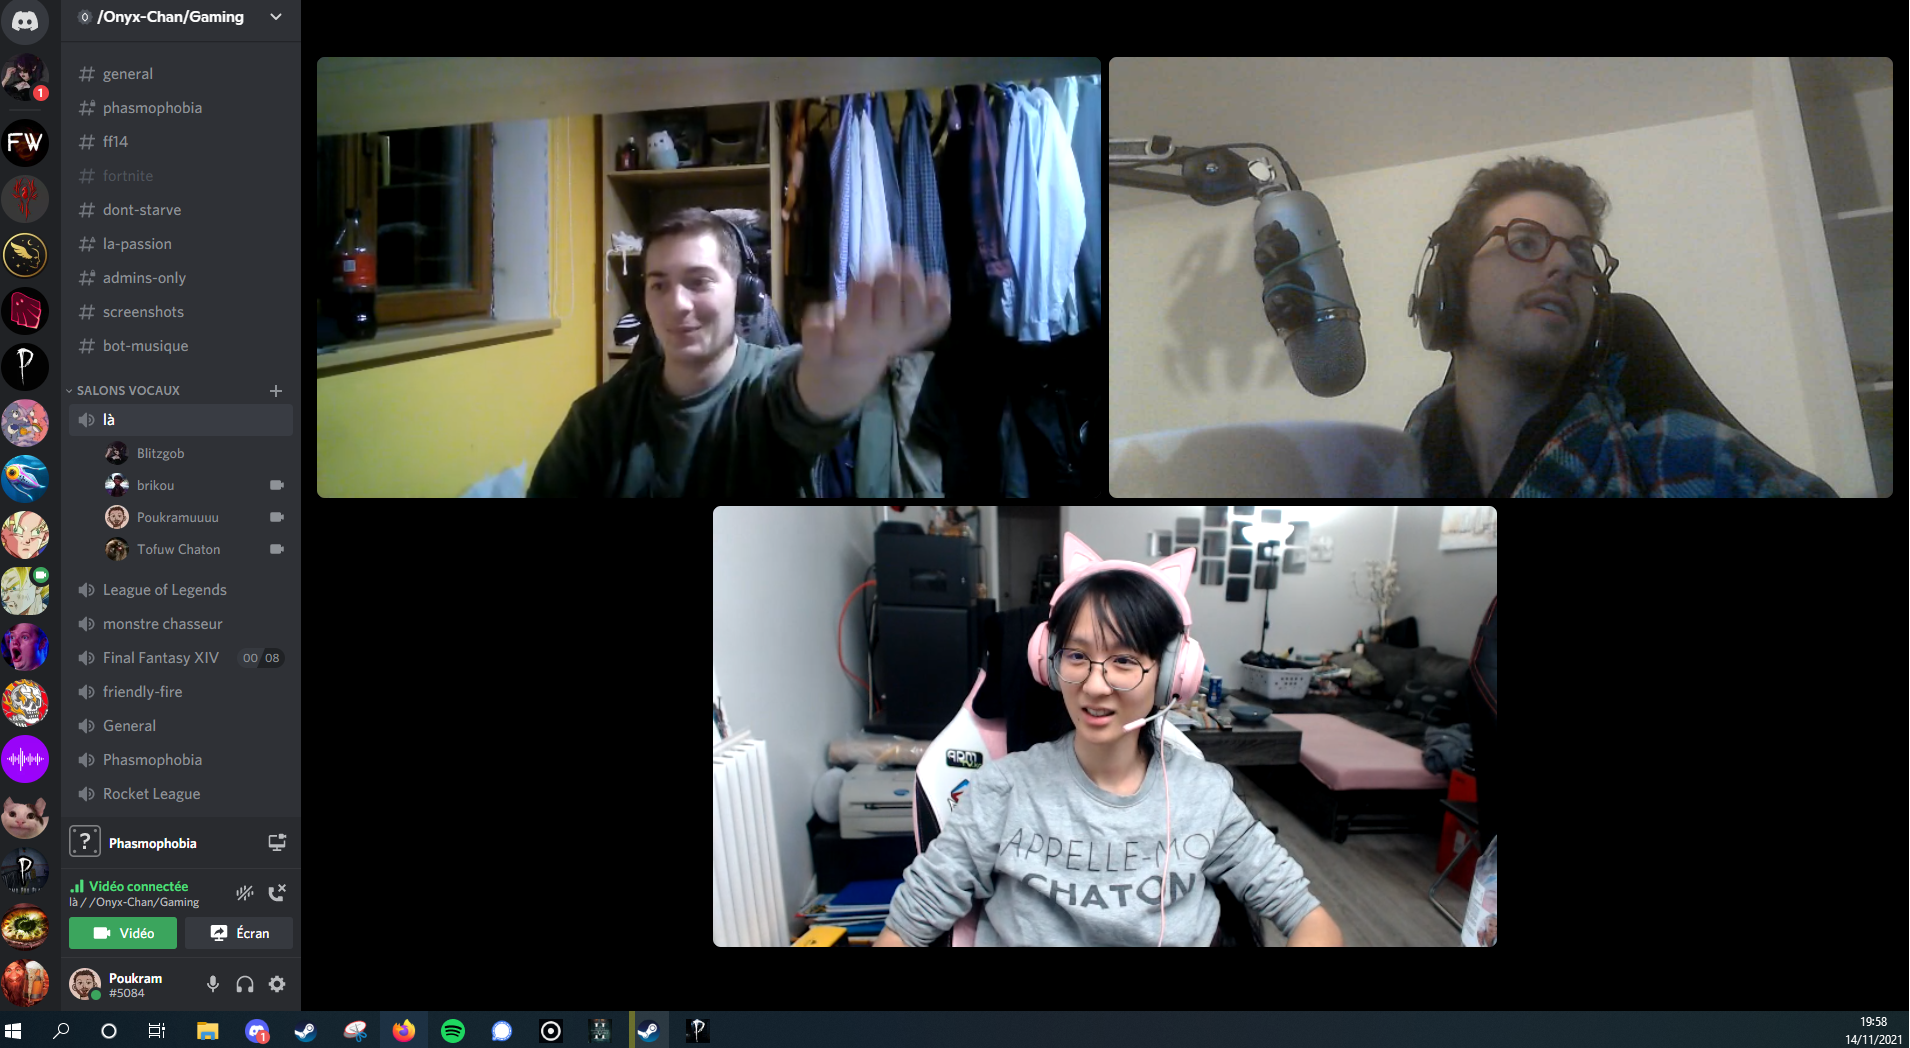 /Onyx-Chan/Gaming
1
general
phasmophobia
FW
ff14
fortnite
dont-starve
la-passion
admins-only
screenshots
bot-musique
P
SALONS VOCAUX
là
Blitzgob
brikou
Poukramuuuu
Tofuw Chaton
League of Legends
monstre chasseur
Final Fantasy XIV 00 08
friendly-fire
General
Phasmophobia
Rocket League
? Phasmophobia
P
Vidéo connectée
là / /Onyx-Chan/Gaming
Vidéo Écran
Poukram
#5084
APPELLE-MOI
CHATON
1
P
19:58
14/11/2021